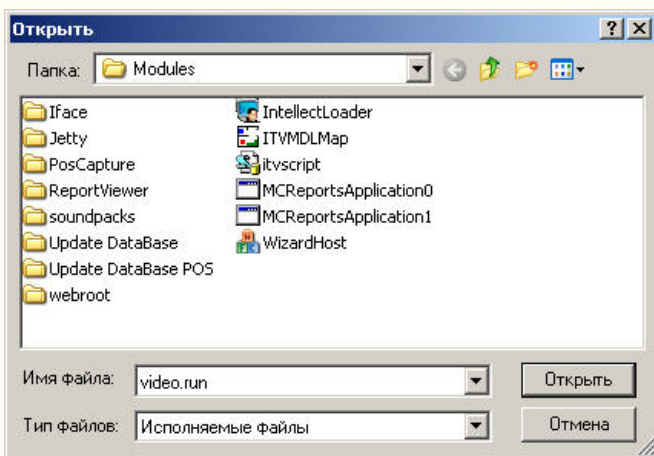 Открыть
Папка: Modules
Iface
Jetty
PosCapture
ReportViewer
soundpacks
Update DataBase
Update DataBase POS
webroot
IntellectLoader
ITVMDLMap
itvscript
MCReportsApplication0
MCReportsApplication1
WizardHost
Имя файла: video.run Открыть
Тип файлов: Исполняемые файлы Отмена